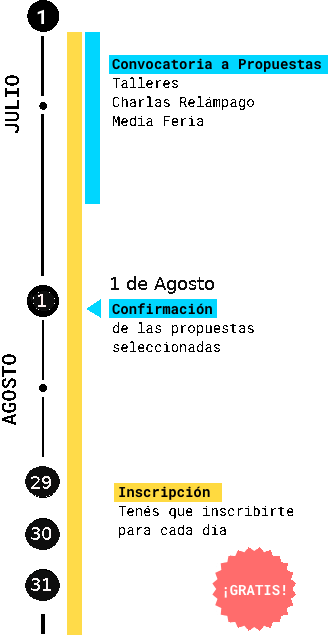 1
JULIO
Convocatoria a Propuestas
Talleres
Charlas Relámpago
Media Feria
1 de Agosto
1
Confirmación
de las propuestas
seleccionadas
AGOSTO
29
Inscripción
Tenés que inscribirte
para cada día
30
31
¡GRATIS!